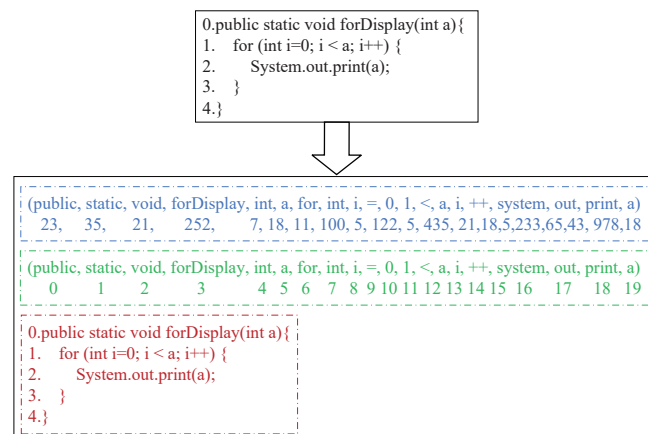 0.public static void forDisplay(int a){
1. for (int i=0; i < a; i++) {
2. System.out.print(a);
3. }
4.}
(public, static, void, forDisplay, int, a, for, int, i, =, 0, 1, <, a, i, ++, system, out, print, a)
23, 35, 21, 252, 7, 18, 11, 100, 5, 122, 5, 435, 21,18,5,233,65,43, 978,18
(public, static, void, forDisplay, int, a, for, int, i, =, 0, 1, <, a, i, ++, system, out, print, a)
0 1 2 3 4 5 6 7 8 9 10 11 12 13 14 15 16 17 18 19
0.public static void forDisplay(int a){
1. for (int i=0; i < a; i++) {
2. System.out.print(a);
3. }
4.}